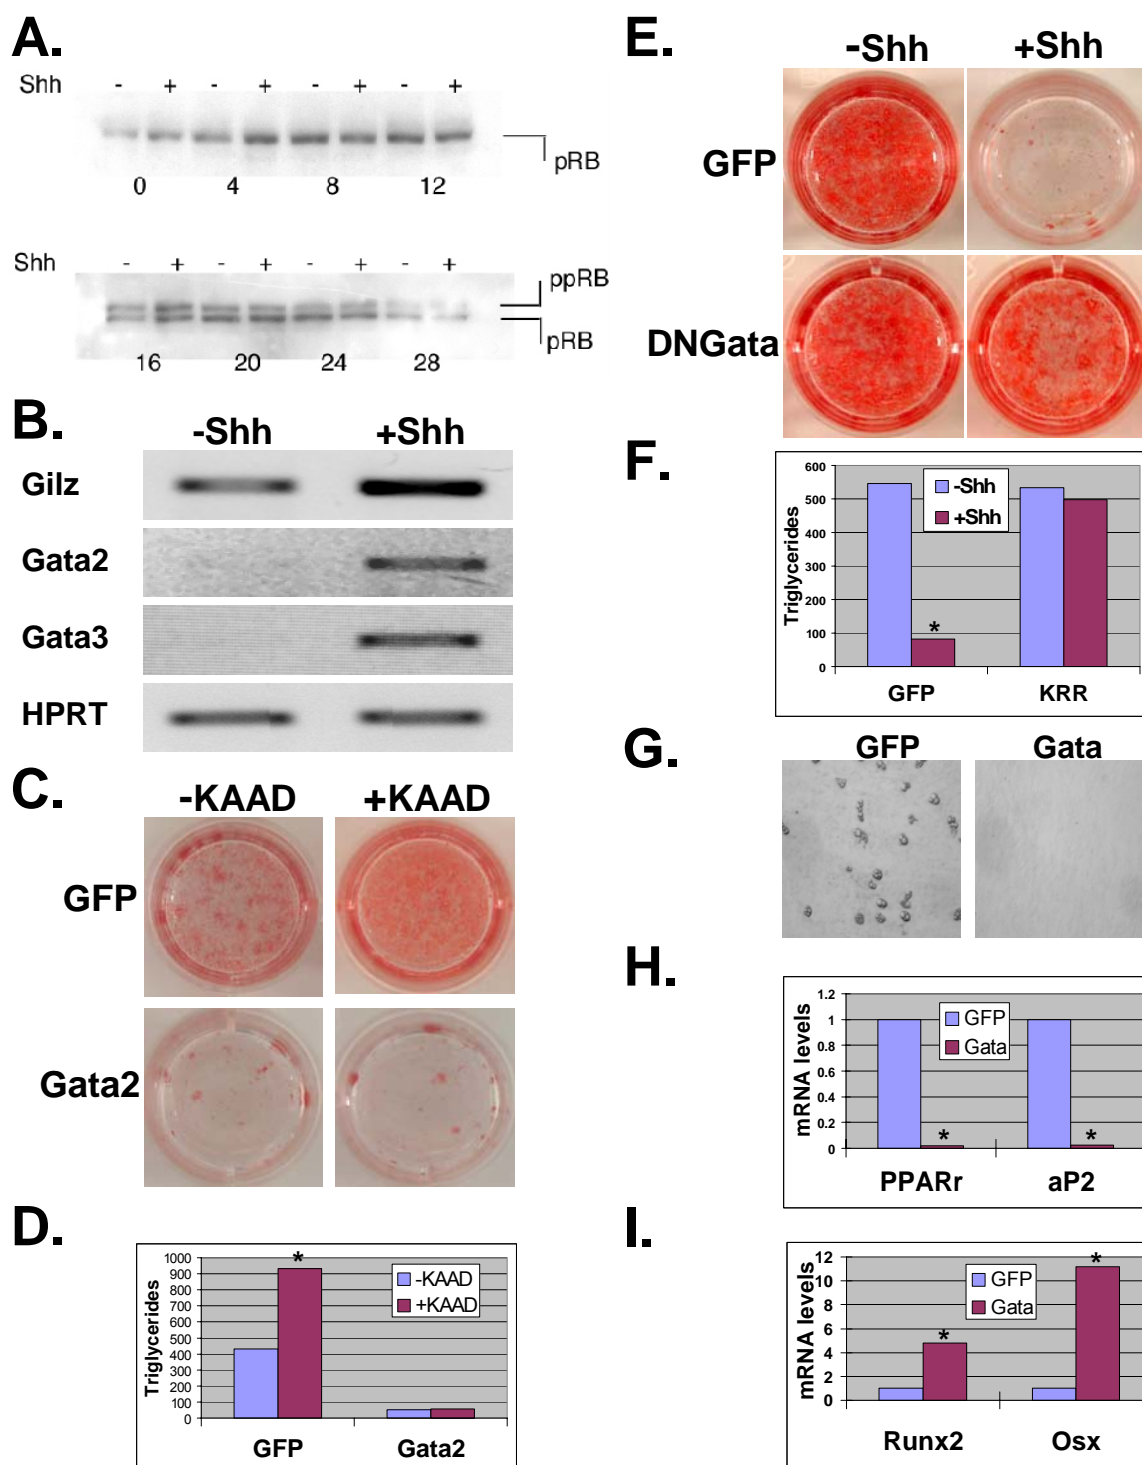 A.
Shh - + - + - + - +
pRB
0 4 8 12
Shh - + - + - + - +
ppRB
pRB
16 20 24 28
B.
-Shh +Shh
Gilz
Gata2
Gata3
HPRT
C.
-KAAD +KAAD
GFP
Gata2
D.
1000
900
800
700
600
500
400
300
200
100
0
Triglycerides
*
-KAAD
+KAAD
GFP Gata2
E.
-Shh +Shh
GFP
DNGata
F.
600
500
400
300
200
100
0
Triglycerides
-Shh
+Shh
*
GFP KRR
G.
GFP Gata
H.
1.2
1
0.8
0.6
0.4
0.2
0
mRNA levels
GFP
Gata
* *
PPARr aP2
I.
12
10
8
6
4
2
0
mRNA levels
GFP
Gata
* *
Runx2 Osx